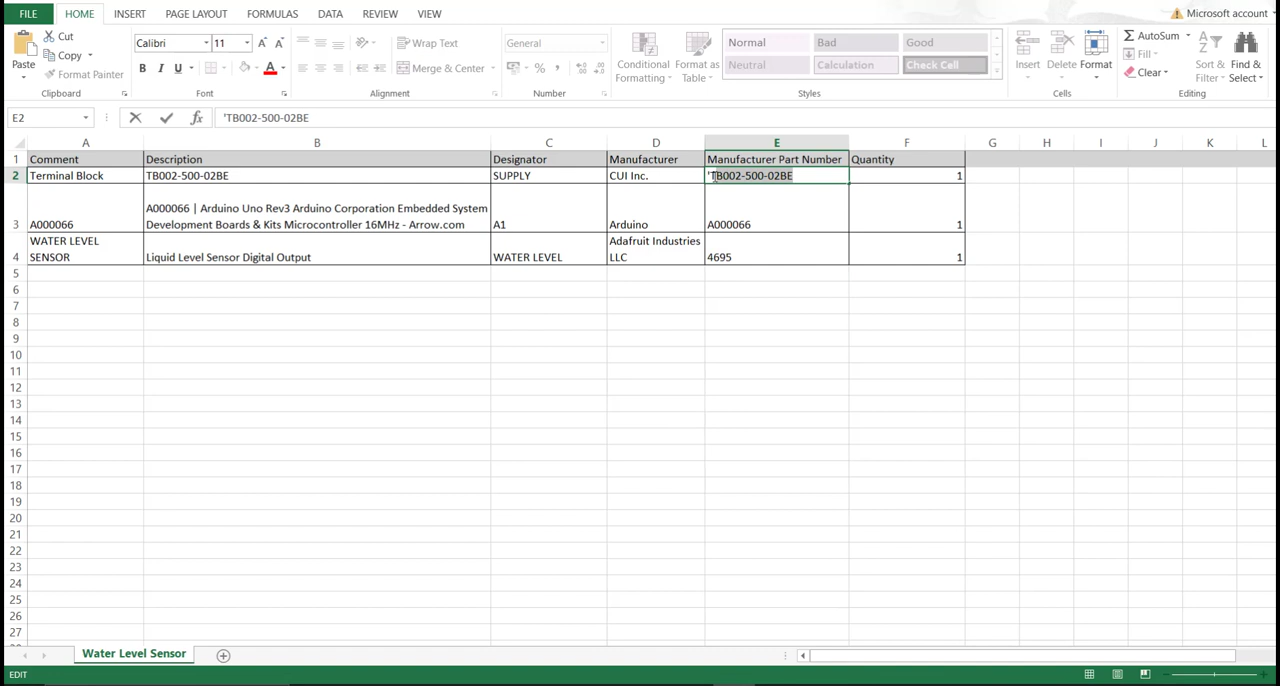 FILE HOME INSERT PAGE LAYOUT FORMULAS DATA REVIEW VIEW Microsoft account
Cut
Copy
Format Painter
Paste
Clipboard
Calibri 11
B I U
Font
Wrap Text
Merge & Center
Alignment
General
%
Number
Conditional Formatting
Format as Table
Normal Bad Good
Neutral Calculation Check Cell
Styles
Insert Delete Format
Cells
AutoSum
Fill
Clear
Sort & Filter
Find & Select
Editing
E2 fx 'TB002-500-02BE
A B C D E F G H I J K L
1 Comment Description Designator Manufacturer Manufacturer Part Number Quantity
2 Terminal Block TB002-500-02BE SUPPLY CUI Inc. 'TB002-500-02BE 1
A000066 | Arduino Uno Rev3 Arduino Corporation Embedded System
3 A000066 Development Boards & Kits Microcontroller 16MHz - Arrow.com A1 Arduino A000066 1
WATER LEVEL Adafruit Industries
4 SENSOR Liquid Level Sensor Digital Output WATER LEVEL LLC 4695 1
5
6
7
8
9
10
11
12
13
14
15
16
17
18
19
20
21
22
23
24
25
26
27
Water Level Sensor
EDIT